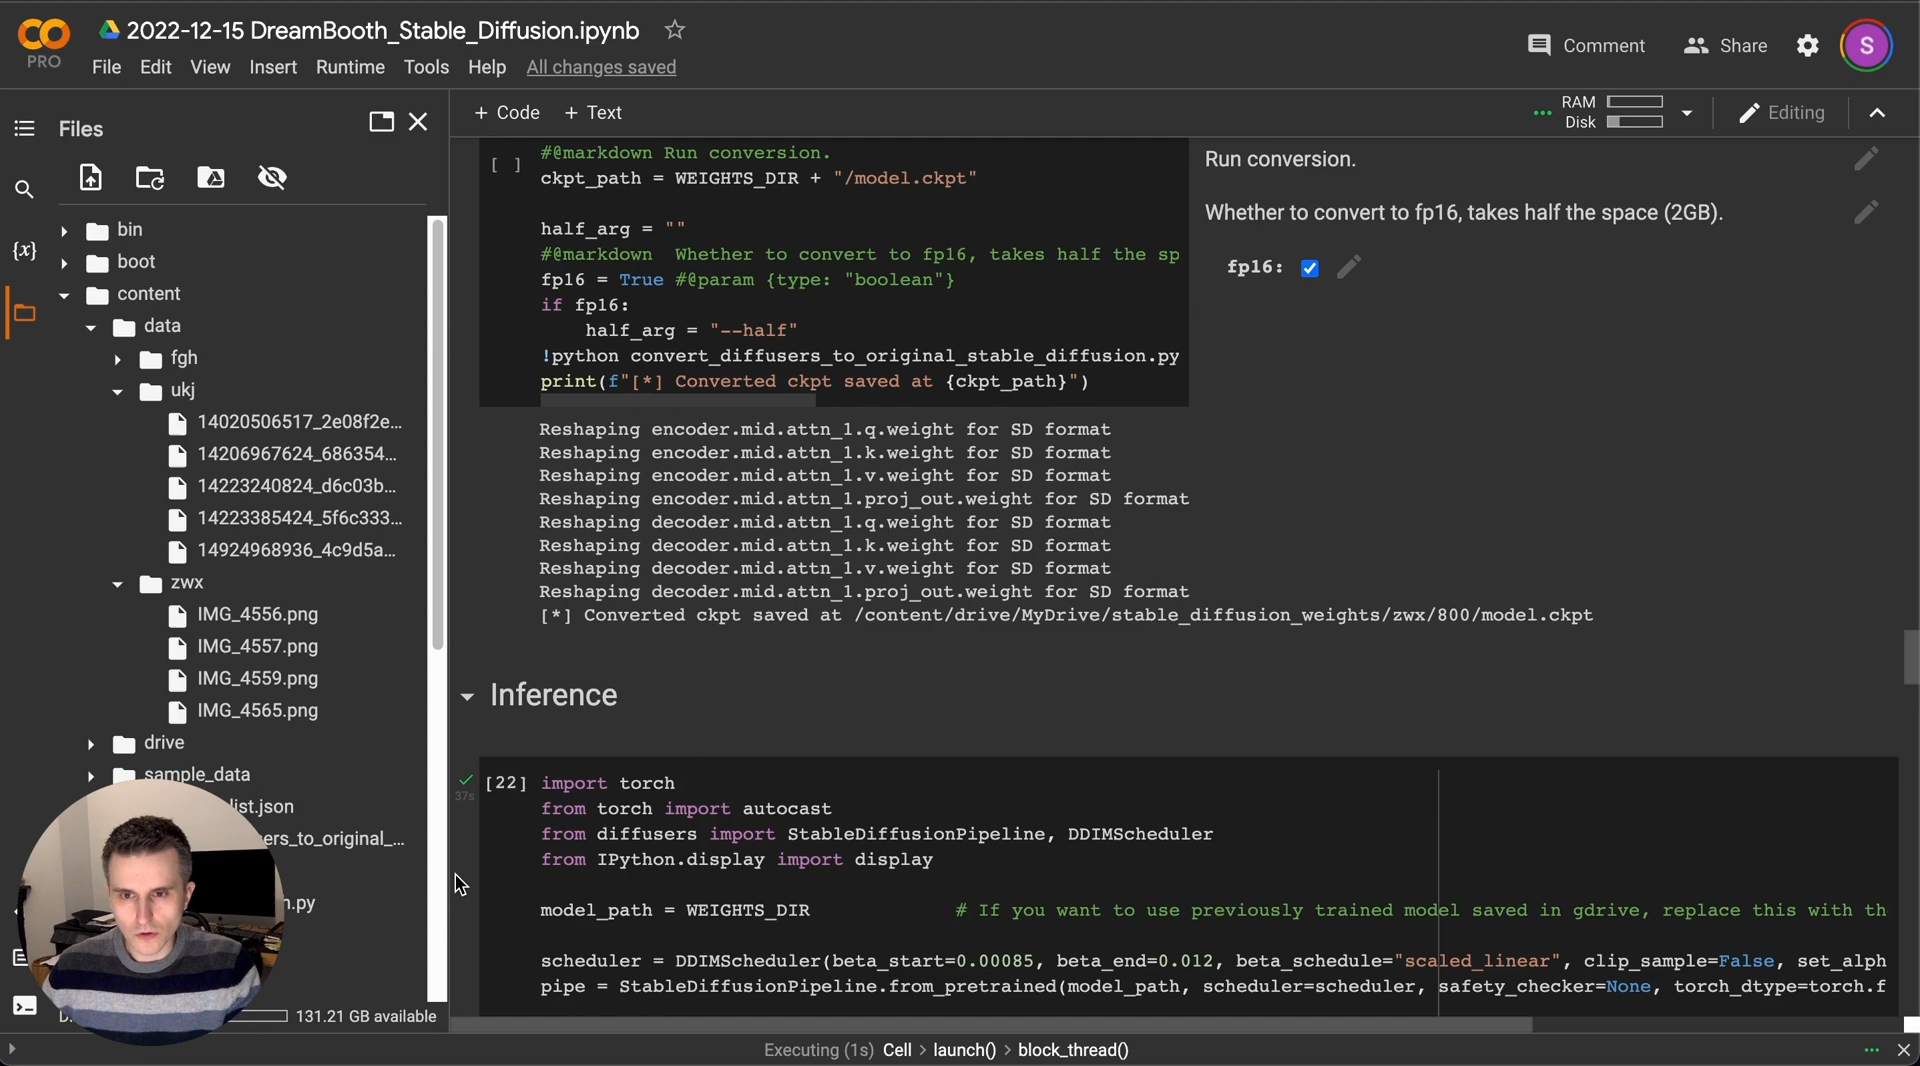 2022-12-15 DreamBooth_Stable_Diffusion.ipynb
PRO
File Edit View Insert Runtime Tools Help All changes saved
Comment Share S
Files
+ Code + Text
RAM
Disk
Editing
{x}
bin
boot
content
data
fgh
ukj
14020506517_2e08f2e...
14206967624_686354...
14223240824_d6c03b...
14223385424_5f6c333...
14924968936_4c9d5a...
zwx
IMG_4556.png
IMG_4557.png
IMG_4559.png
IMG_4565.png
drive
sample_data
list.json
ers_to_original_...
n.py
131.21 GB available
[ ]
#@markdown Run conversion.
ckpt_path = WEIGHTS_DIR + "/model.ckpt"
half_arg = ""
#@markdown Whether to convert to fp16, takes half the sp
fp16 = True #@param {type: "boolean"}
if fp16:
half_arg = "--half"
!python convert_diffusers_to_original_stable_diffusion.py
print(f"[*] Converted ckpt saved at {ckpt_path}")
Run conversion.
Whether to convert to fp16, takes half the space (2GB).
fp16:
Reshaping encoder.mid.attn_1.q.weight for SD format
Reshaping encoder.mid.attn_1.k.weight for SD format
Reshaping encoder.mid.attn_1.v.weight for SD format
Reshaping encoder.mid.attn_1.proj_out.weight for SD format
Reshaping decoder.mid.attn_1.q.weight for SD format
Reshaping decoder.mid.attn_1.k.weight for SD format
Reshaping decoder.mid.attn_1.v.weight for SD format
Reshaping decoder.mid.attn_1.proj_out.weight for SD format
[*] Converted ckpt saved at /content/drive/MyDrive/stable_diffusion_weights/zwx/800/model.ckpt
Inference
[22]
37s
import torch
from torch import autocast
from diffusers import StableDiffusionPipeline, DDIMScheduler
from IPython.display import display
model_path = WEIGHTS_DIR # If you want to use previously trained model saved in gdrive, replace this with th
scheduler = DDIMScheduler(beta_start=0.00085, beta_end=0.012, beta_schedule="scaled_linear", clip_sample=False, set_alph
pipe = StableDiffusionPipeline.from_pretrained(model_path, scheduler=scheduler, safety_checker=None, torch_dtype=torch.f
Executing (1s) Cell > launch() > block_thread()